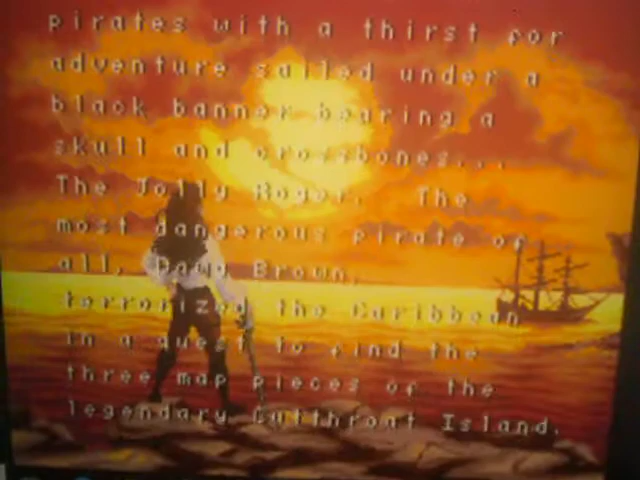 pirates with a thirst for
adventure sailed under a
black banner bearing a
skull and crossbones...
The Jolly Roger. The
most dangerous pirate of
all, Dawg Brown,
terrorized the Caribbean
in a quest to find the
three map pieces of the
legendary Cutthroat Island.